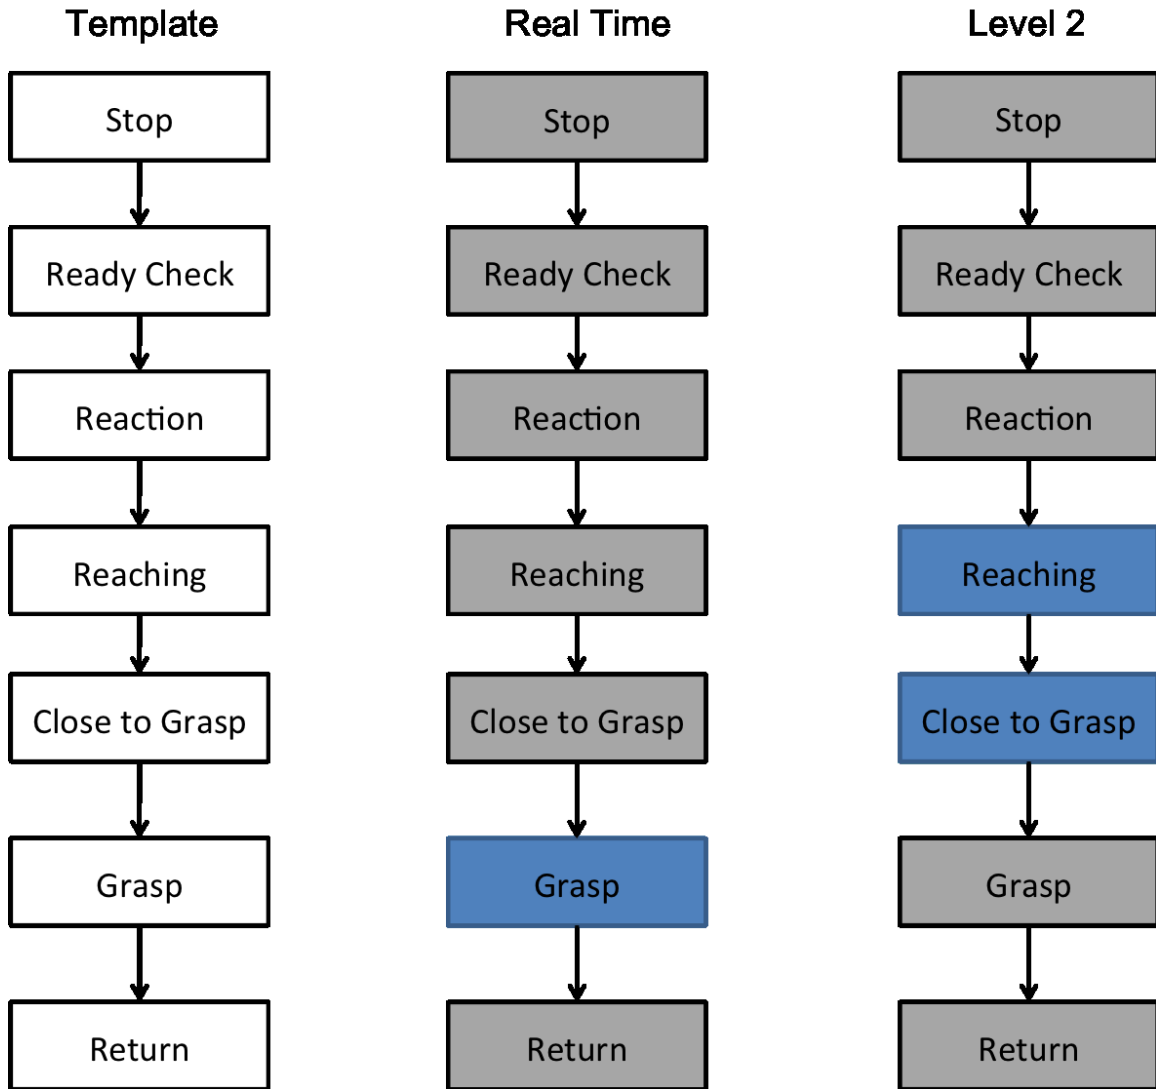 Template
Real Time
Level 2
Stop
Stop
Stop
Ready Check
Ready Check
Ready Check
Reaction
Reaction
Reaction
Reaching
Reaching
Reaching
Close to Grasp
Close to Grasp
Close to Grasp
Grasp
Grasp
Grasp
Return
Return
Return